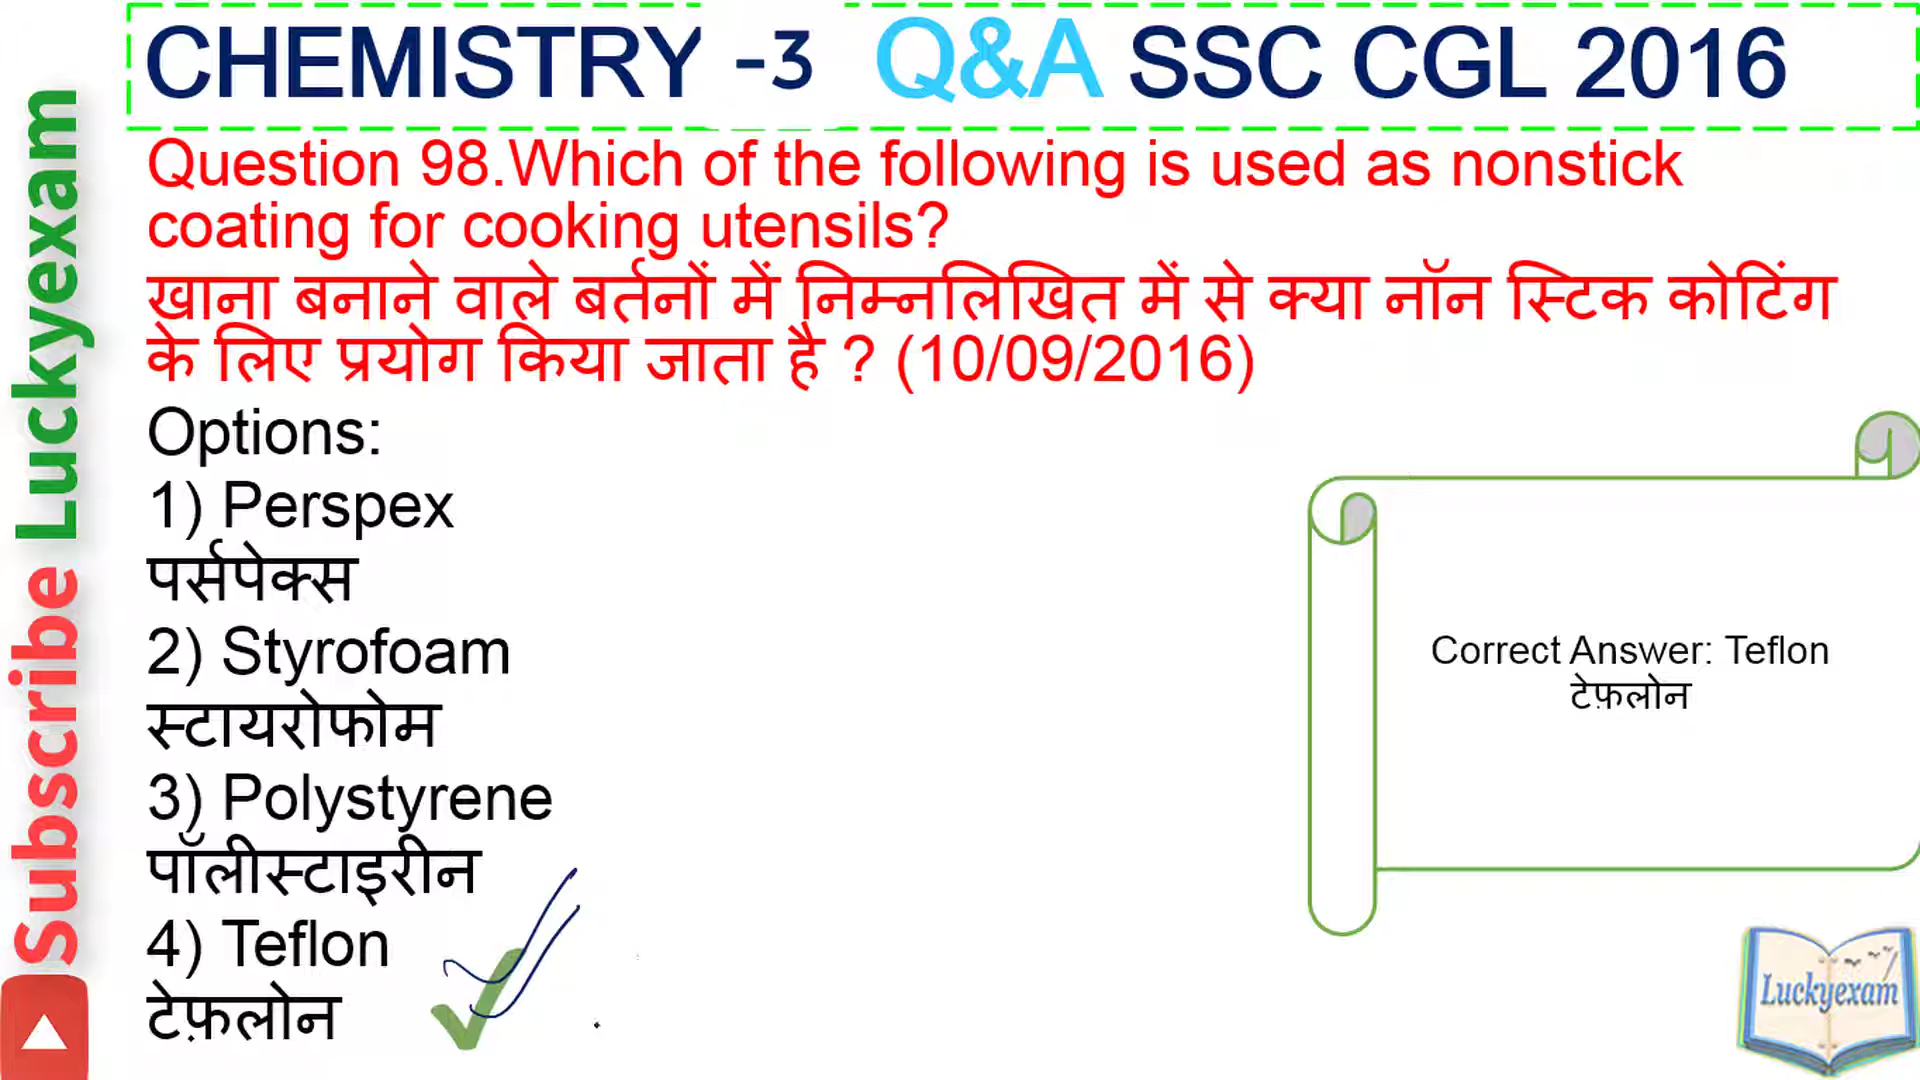 CHEMISTRY -3 Q&A SSC CGL 2016
Question 98.Which of the following is used as nonstick
coating for cooking utensils?
खाना बनाने वाले बर्तनों में निम्नलिखित में से क्या नॉन स्टिक कोटिंग
के लिए प्रयोग किया जाता है ? (10/09/2016)
Options:
1) Perspex
पर्सपेक्स
2) Styrofoam
स्टायरोफोम
3) Polystyrene
पॉलीस्टाइरीन
4) Teflon
टेफ़लोन
Correct Answer: Teflon
टेफ़लोन
Subscribe Luckyexam
Luckyexam